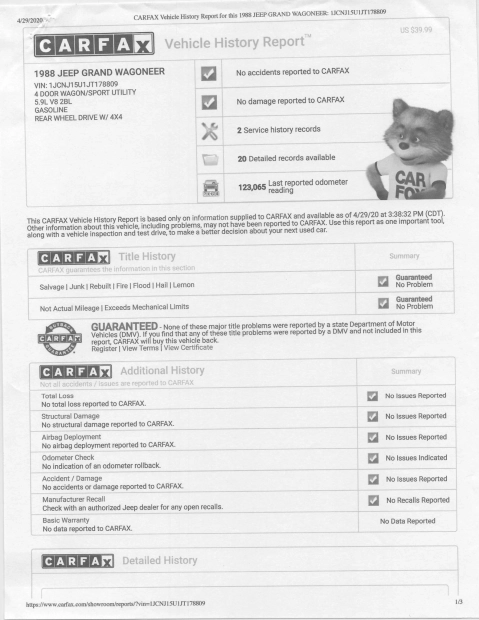 4/29/2020
CARFAX Vehicle History Report for this 1988 JEEP GRAND WAGONEER: 1JCNJ15U1JT178809
CARFAX Vehicle History Report™
US $39.99
1988 JEEP GRAND WAGONEER
VIN: 1JCNJ15U1JT178809
4 DOOR WAGON/SPORT UTILITY
5.9L V8 2BL
GASOLINE
REAR WHEEL DRIVE W/ 4X4
No accidents reported to CARFAX
No damage reported to CARFAX
2 Service history records
20 Detailed records available
123,065 Last reported odometer
reading
CAR
FOX
This CARFAX Vehicle History Report is based only on information supplied to CARFAX and available as of 4/29/20 at 3:38:32 PM (CDT).
Other information about this vehicle, including problems, may not have been reported to CARFAX. Use this report as one important tool,
along with a vehicle inspection and test drive, to make a better decision about your next used car.
CARFAX Title History
CARFAX guarantees the information in this section
Summary
Salvage | Junk | Rebuilt | Fire | Flood | Hail | Lemon
Guaranteed
No Problem
Not Actual Mileage | Exceeds Mechanical Limits
Guaranteed
No Problem
BUYBACK
CARFAX
GUARANTEE
GUARANTEED - None of these major title problems were reported by a state Department of Motor
Vehicles (DMV). If you find that any of these title problems were reported by a DMV and not included in this
report, CARFAX will buy this vehicle back.
Register | View Terms | View Certificate
CARFAX Additional History
Not all accidents / issues are reported to CARFAX
Summary
Total Loss
No total loss reported to CARFAX.
No Issues Reported
Structural Damage
No structural damage reported to CARFAX.
No Issues Reported
Airbag Deployment
No airbag deployment reported to CARFAX.
No Issues Reported
Odometer Check
No indication of an odometer rollback.
No Issues Indicated
Accident / Damage
No accidents or damage reported to CARFAX.
No Issues Reported
Manufacturer Recall
Check with an authorized Jeep dealer for any open recalls.
No Recalls Reported
Basic Warranty
No data reported to CARFAX.
No Data Reported
CARFAX Detailed History
https://www.carfax.com/showroom/reports/?vin=1JCNJ15U1JT178809
1/3